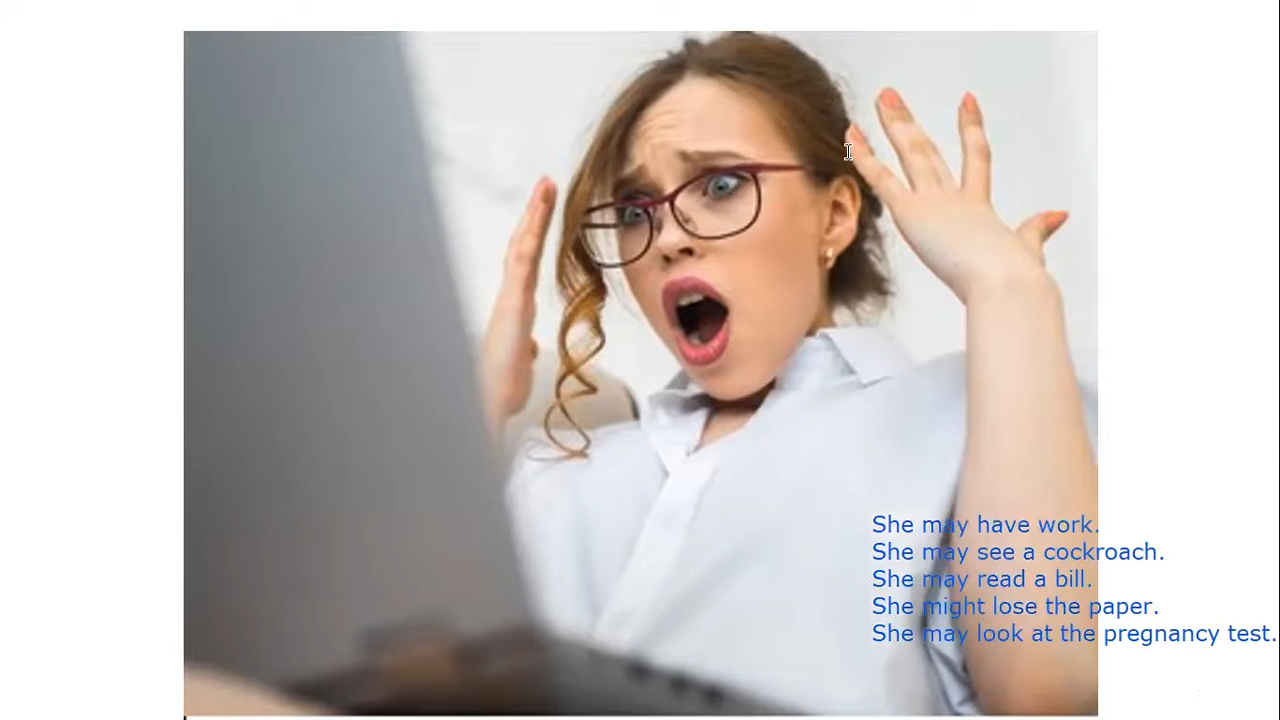 She may have work.
She may see a cockroach.
She may read a bill.
She might lose the paper.
She may look at the pregnancy test.